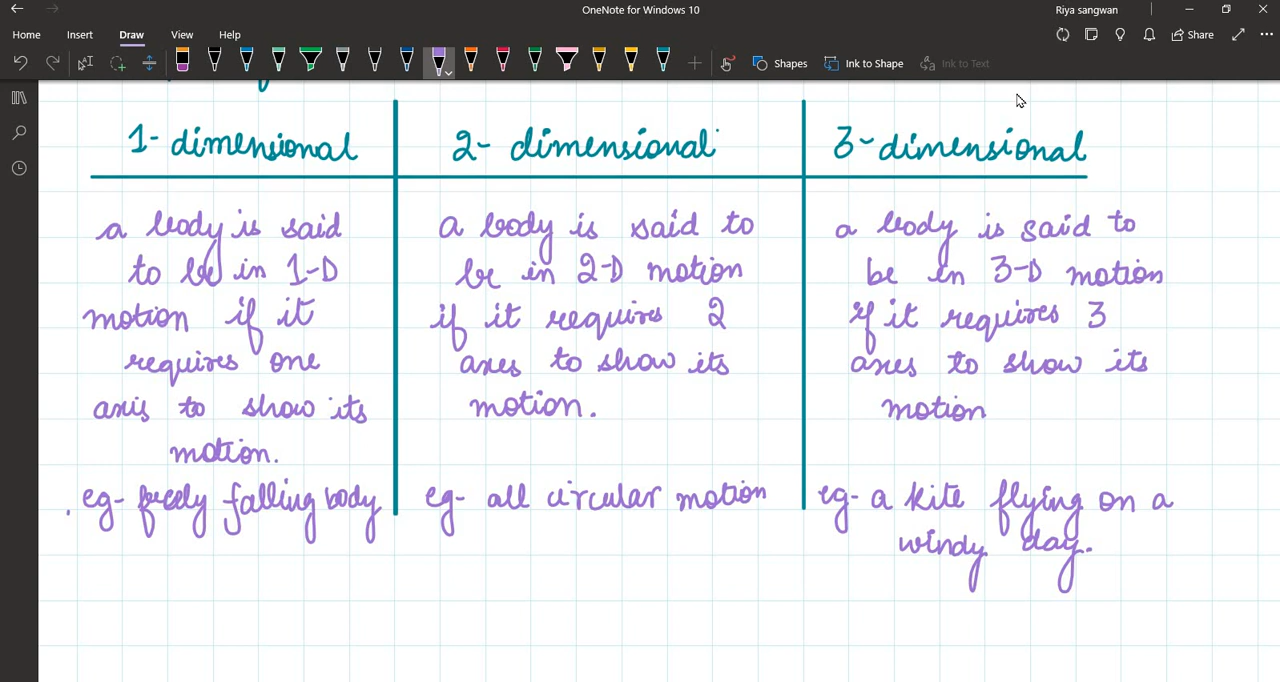 OneNote for Windows 10
Riya sangwan
Home Insert Draw View Help
Share
Shapes
Ink to Shape
Ink to Text
1- dimensional
a body is said
to be in 1-D
motion if it
requires one
axis to show its
motion.
eg- freely falling body
2- dimensional
a body is said to
be in 2-D motion
if it requires 2
axes to show its
motion.
eg- all circular motion
3-dimensional
a body is said to
be in 3-D motion
if it requires 3
axes to show its
motion
eg- a kite flying on a
windy day.